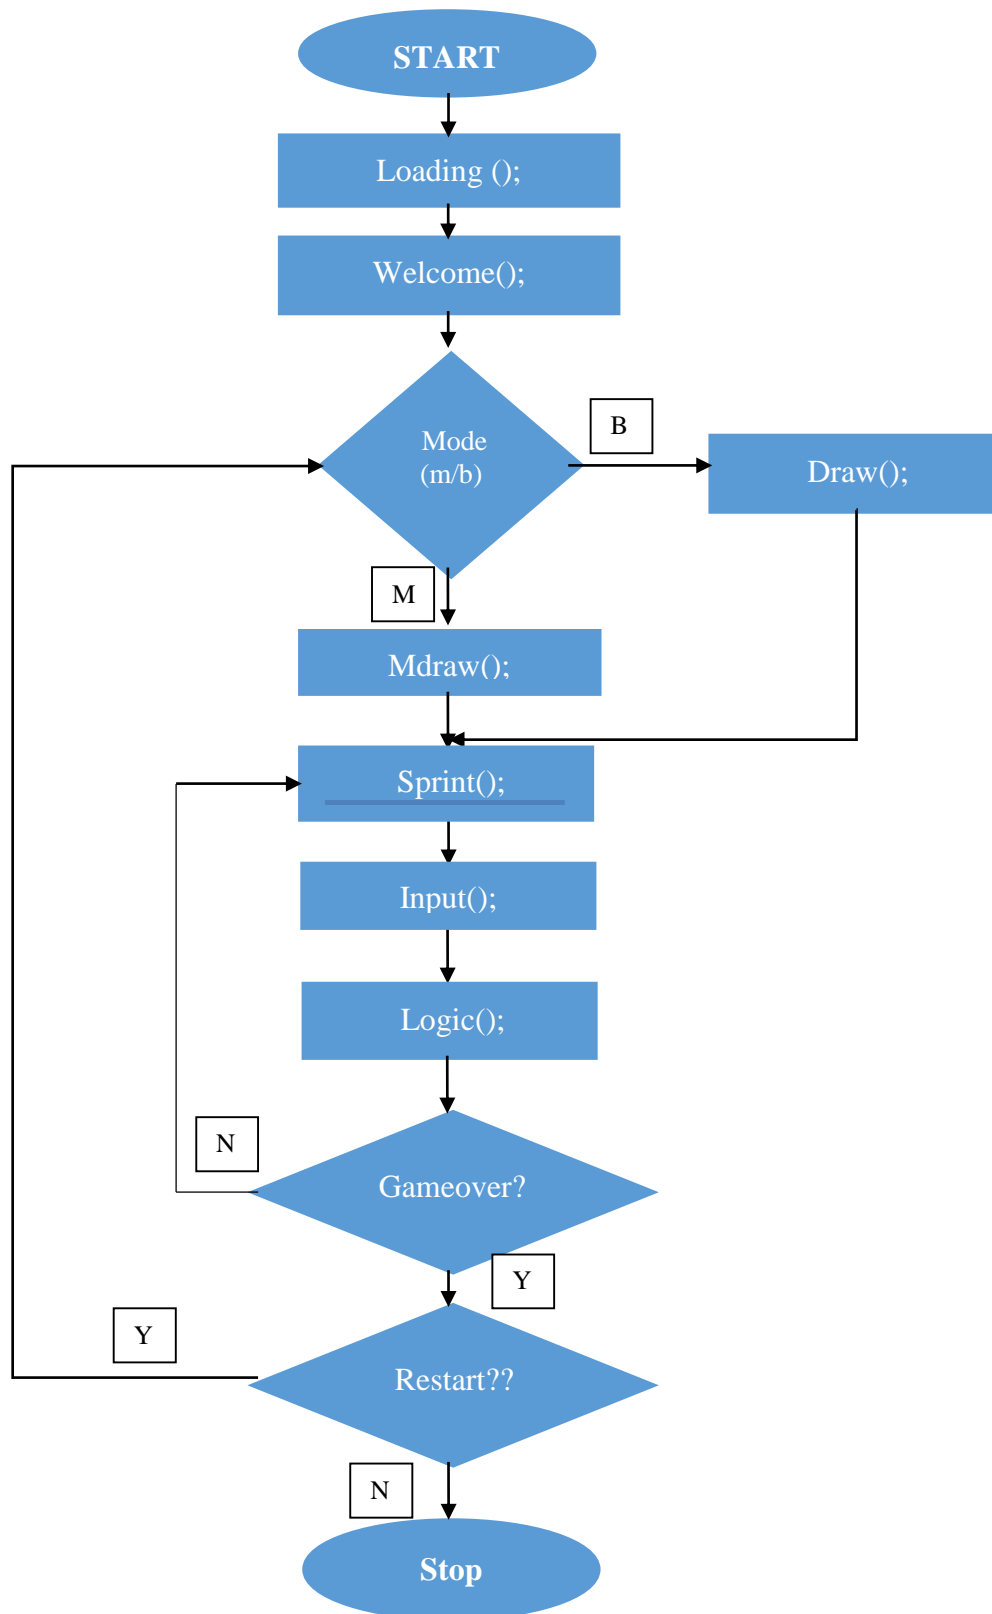 START
Loading ();
Welcome();
B
Mode
(m/b)
Draw();
M
Mdraw();
Sprint();
Input();
Logic();
N
Gameover?
Y
Y
Restart??
N
Stop